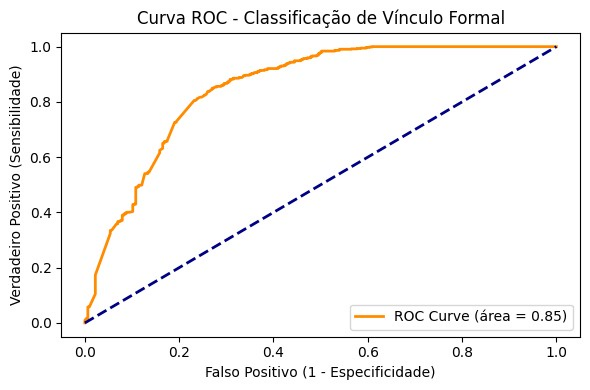 Curva ROC - Classificação de Vínculo Formal
Verdadeiro Positivo (Sensibilidade)
1.0
0.8
0.6
0.4
0.2
0.0
ROC Curve (área = 0.85)
0.0 0.2 0.4 0.6 0.8 1.0
Falso Positivo (1 - Especificidade)